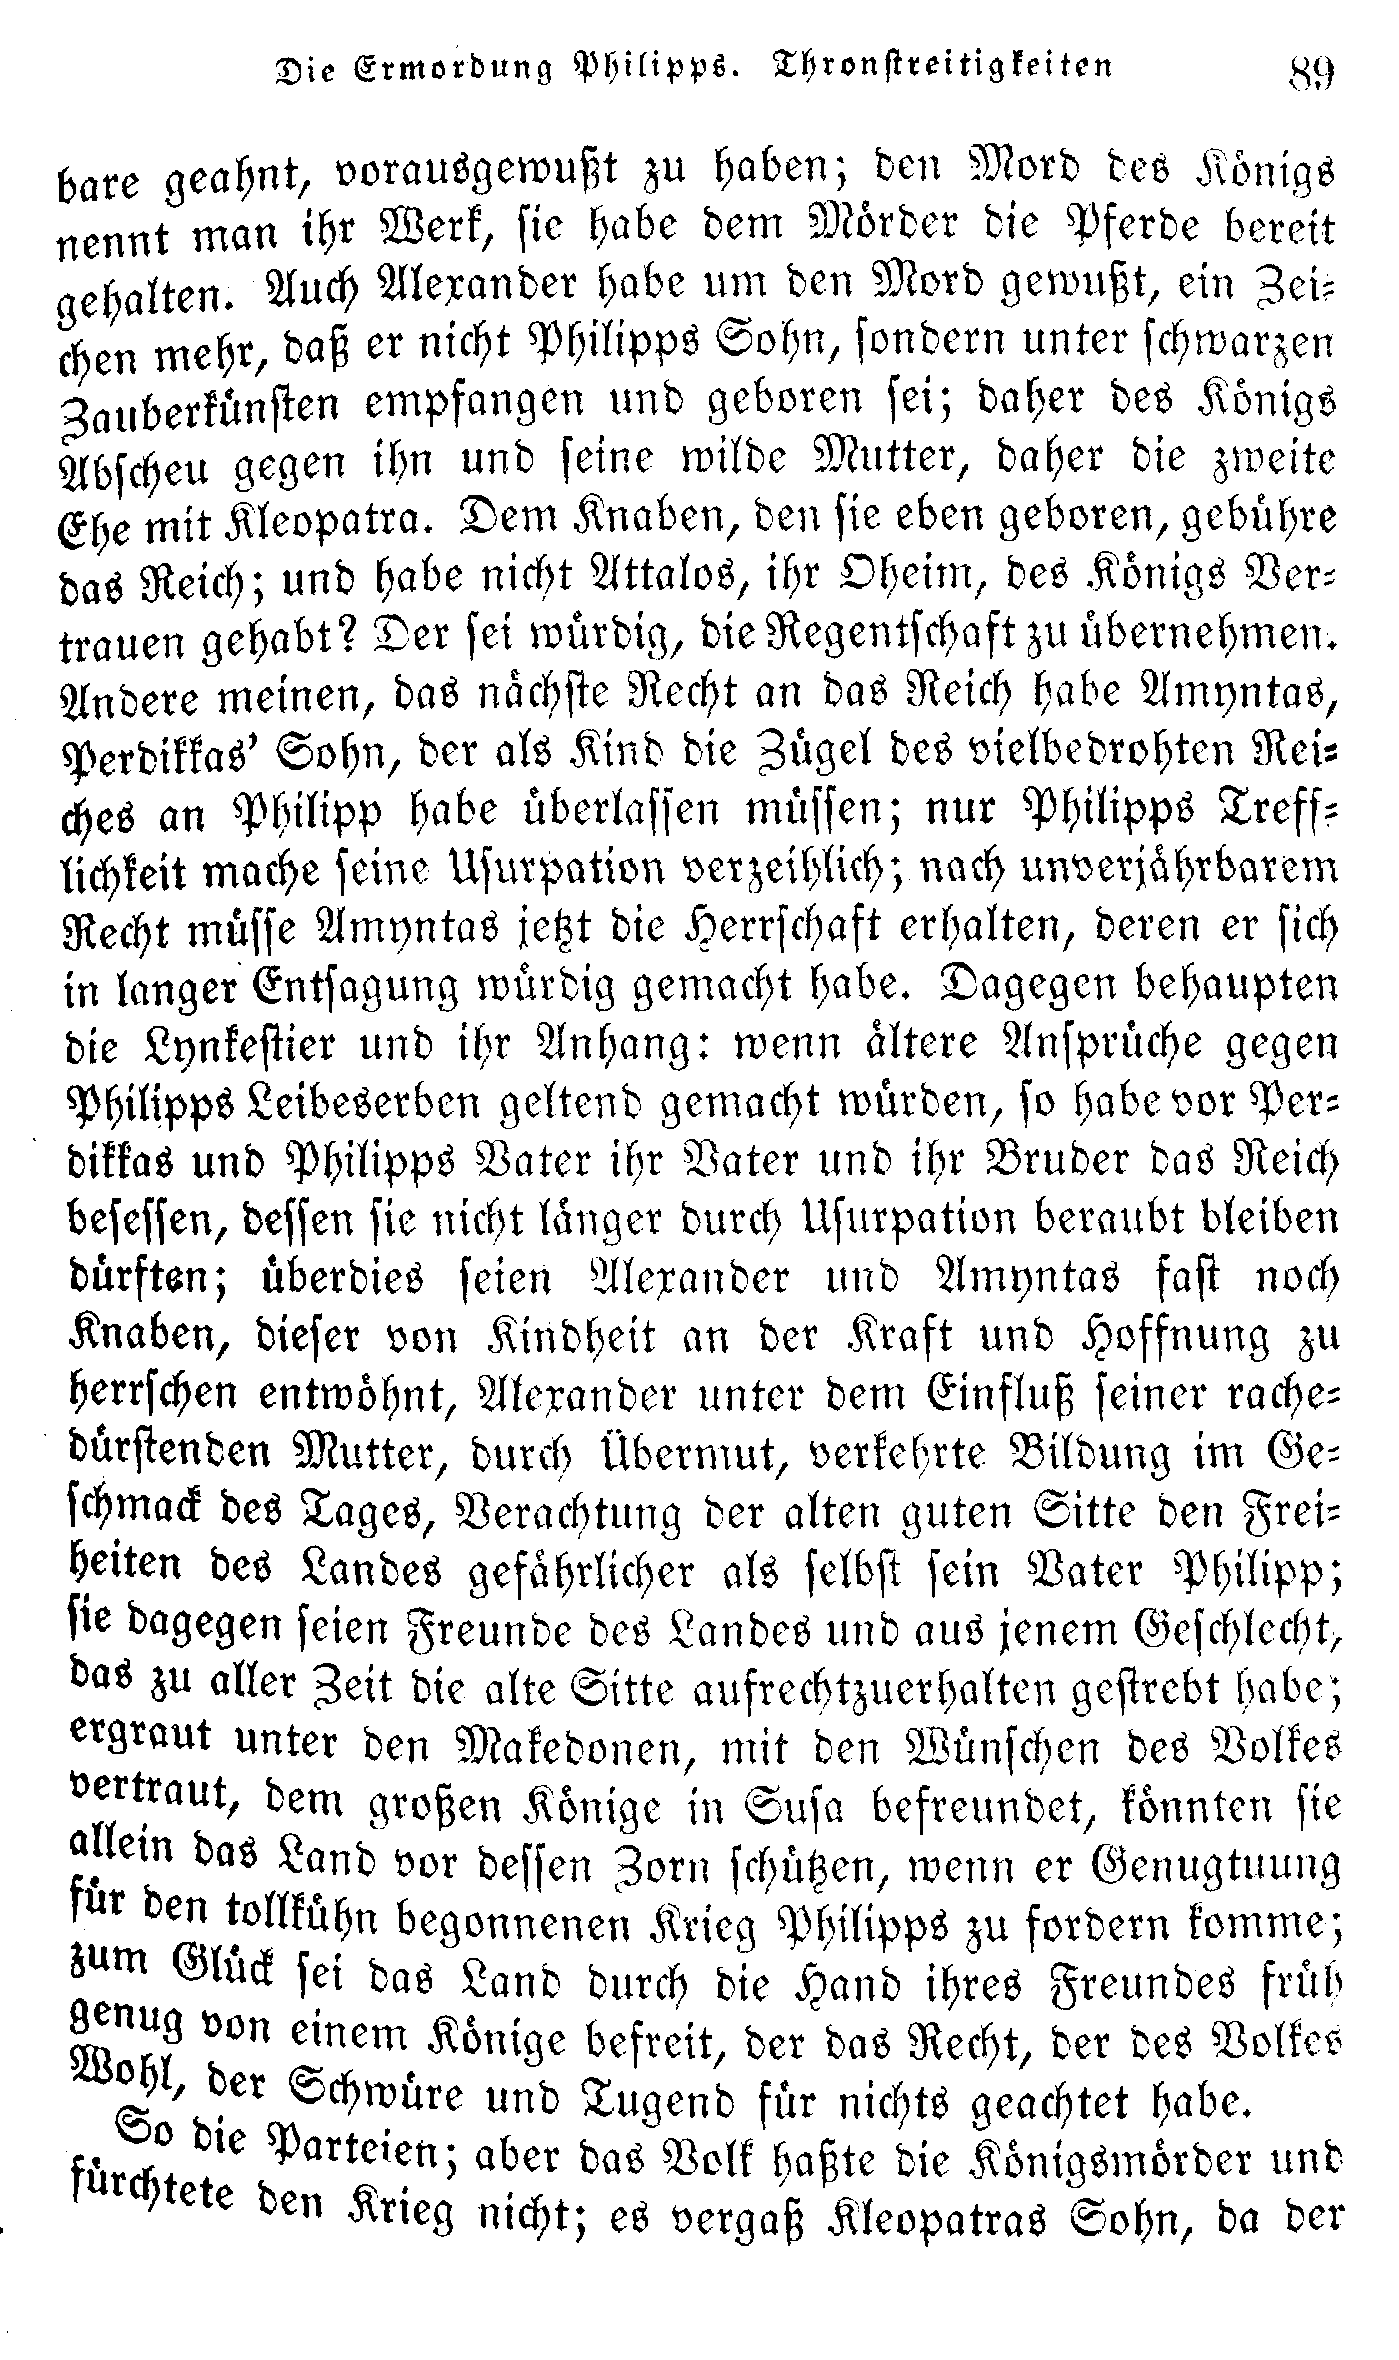 Die Ermordung Philipps. Thronstreitigkeiten 89
bare geahnt, vorausgewußt zu haben; den Mord des Königs
nennt man ihr Werk, sie habe dem Mörder die Pferde bereit
gehalten. Auch Alexander habe um den Mord gewußt, ein Zei-
chen mehr, daß er nicht Philipps Sohn, sondern unter schwarzen
Zauberkünsten empfangen und geboren sei; daher des Königs
Abscheu gegen ihn und seine wilde Mutter, daher die zweite
Ehe mit Kleopatra. Dem Knaben, den sie eben geboren, gebühre
das Reich; und habe nicht Attalos, ihr Oheim, des Königs Ver-
trauen gehabt? Der sei würdig, die Regentschaft zu übernehmen.
Andere meinen, das nächste Recht an das Reich habe Amyntas,
Perdikkas' Sohn, der als Kind die Zügel des vielbedrohten Rei-
ches an Philipp habe überlassen müssen; nur Philipps Treff-
lichkeit mache seine Usurpation verzeihlich; nach unverjährbarem
Recht müsse Amyntas jetzt die Herrschaft erhalten, deren er sich
in langer Entsagung würdig gemacht habe. Dagegen behaupten
die Lynkestier und ihr Anhang: wenn ältere Ansprüche gegen
Philipps Leibeserben geltend gemacht würden, so habe vor Per-
dikkas und Philipps Vater ihr Vater und ihr Bruder das Reich
besessen, dessen sie nicht länger durch Usurpation beraubt bleiben
dürften; überdies seien Alexander und Amyntas fast noch
Knaben, dieser von Kindheit an der Kraft und Hoffnung zu
herrschen entwöhnt, Alexander unter dem Einfluß seiner rache-
dürstenden Mutter, durch Übermut, verkehrte Bildung im Ge-
schmack des Tages, Verachtung der alten guten Sitte den Frei-
heiten des Landes gefährlicher als selbst sein Vater Philipp;
sie dagegen seien Freunde des Landes und aus jenem Geschlecht,
das zu aller Zeit die alte Sitte aufrechtzuerhalten gestrebt habe;
ergraut unter den Makedonen, mit den Wünschen des Volkes
vertraut, dem großen Könige in Susa befreundet, könnten sie
allein das Land vor dessen Zorn schützen, wenn er Genugtuung
für den tollkühn begonnenen Krieg Philipps zu fordern komme;
zum Glück sei das Land durch die Hand ihres Freundes früh
genug von einem Könige befreit, der das Recht, der des Volkes
Wohl, der Schwüre und Tugend für nichts geachtet habe.
So die Parteien; aber das Volk haßte die Königsmörder und
fürchtete den Krieg nicht; es vergaß Kleopatras Sohn, da der